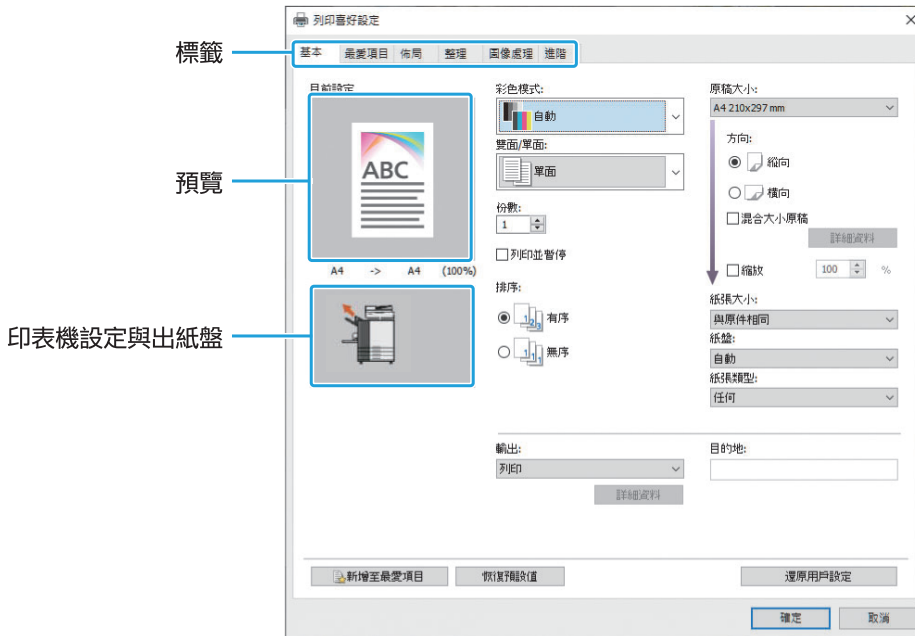 列印喜好設定
標籤
基本 最愛項目 佈局 整理 圖像處理 進階
目前設定
預覽
ABC
A4 -> A4 (100%)
印表機設定與出紙盤
彩色模式:
自動
雙面/單面:
單面
份數:
1
列印並暫停
排序:
1 2 3 有序
1 1 1 無序
原稿大小:
A4 210x297 mm
方向:
縱向
橫向
混合大小原稿
詳細資料
縮放 100 %
紙張大小:
與原件相同
紙盤:
自動
紙張類型:
任何
輸出:
列印
詳細資料
目的地:
新增至最愛項目 恢復預設值 還原用戶設定
確定 取消